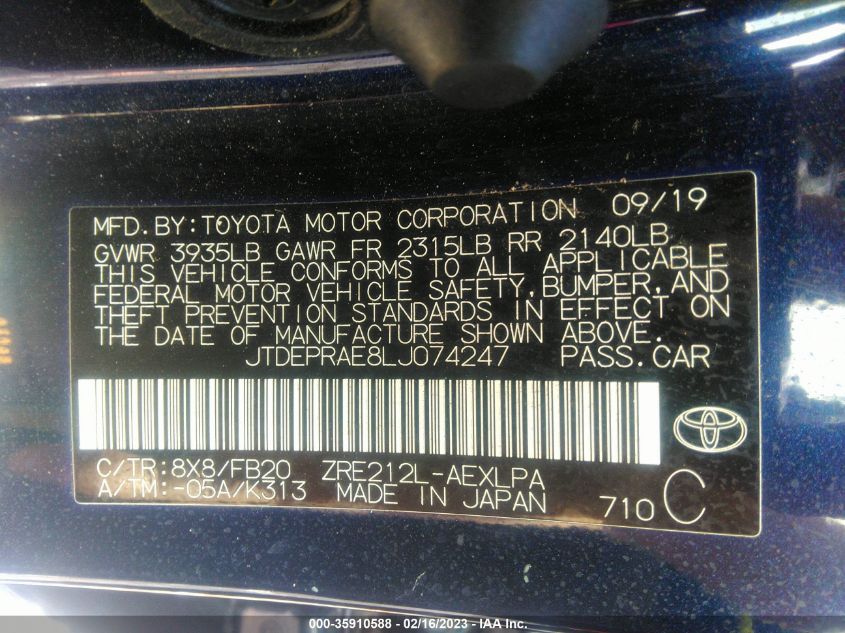 MFD.BY:TOYOTA MOTOR CORPORATION 09/19
GVWR 3935LB GAWR FR 2315LB RR 2140LB
THIS VEHICLE CONFORMS TO ALL APPLICABLE
FEDERAL MOTOR VEHICLE SAFETY,BUMPER,AND
THEFT PREVENTION STANDARDS IN EFFECT ON
THE DATE OF MANUFACTURE SHOWN ABOVE.
JTDEPRAE8LJ074247 PASS.CAR
C/TR:8X8/FB20 ZRE212L-AEXLPA
A/TM:-05A/K313 MADE IN JAPAN 710 C
000-35910588 - 02/16/2023 - IAA Inc.